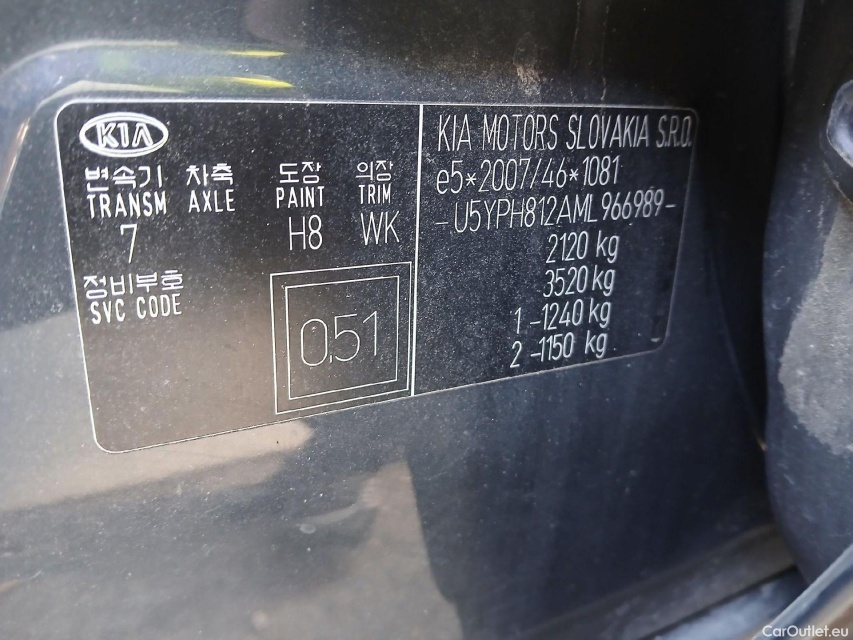 KIA
변속기 차축 도장 의장
TRANSM AXLE PAINT TRIM
7 H8 WK
정비부호
SVC CODE
0,51
KIA MOTORS SLOVAKIA S.R.O.
e5*2007/46*1081
-U5YPH812AML966989-
2120 kg
3520 kg
1 -1240 kg
2 -1150 kg
CarOutlet.eu